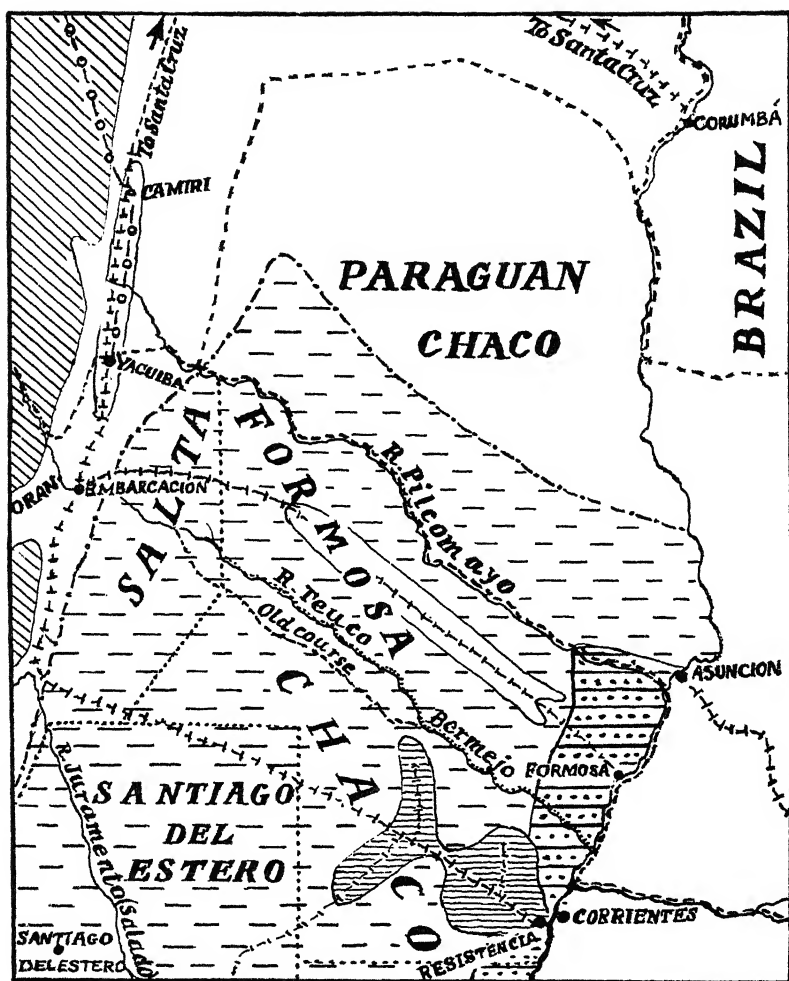 To Santa Cruz
To Santa Cruz
CORUMBÁ
CAMIRI
BRAZIL
PARAGUAN
CHACO
YACUIBA
SALTA
FORMOSA
R. Pilcomayo
ORAN
EMBARCACION
R. Teuco
Old course
CHACO
Bermejo
ASUNCION
FORMOSA
R. Juramento
Salado
SANTIAGO
DEL
ESTERO
CORRIENTES
RESISTENCIA
SANTIAGO
DEL ESTERO